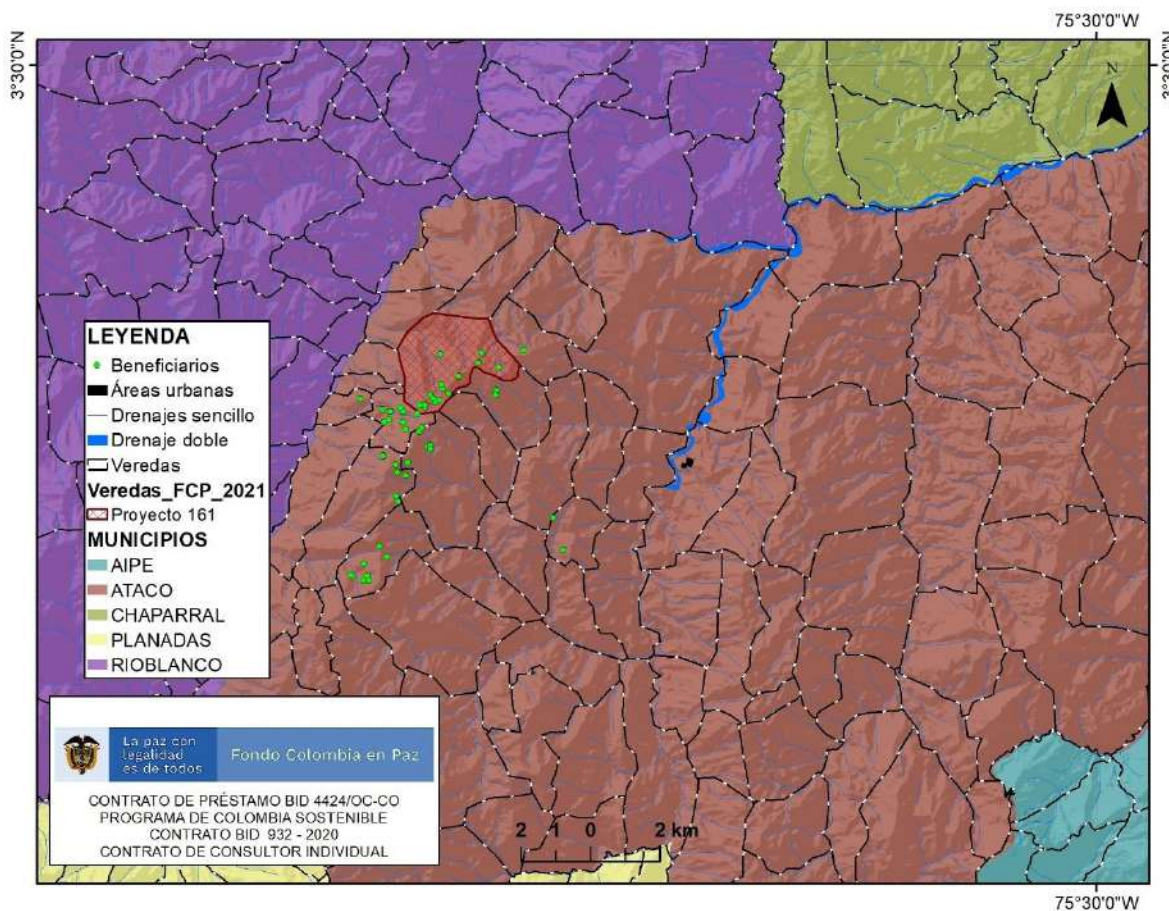 75°30'0"W
3°30'0"N
3°30'0"N
N
LEYENDA
Beneficiarios
Áreas urbanas
Drenajes sencillo
Drenaje doble
Veredas
Veredas_FCP_2021
Proyecto 161
MUNICIPIOS
AIPE
ATACO
CHAPARRAL
PLANADAS
RIOBLANCO
La paz con
legalidad
es de todos
Fondo Colombia en Paz
CONTRATO DE PRÉSTAMO BID 4424/OC-CO
PROGRAMA DE COLOMBIA SOSTENIBLE
CONTRATO BID 932 - 2020
CONTRATO DE CONSULTOR INDIVIDUAL
2 1 0 2 km
75°30'0"W